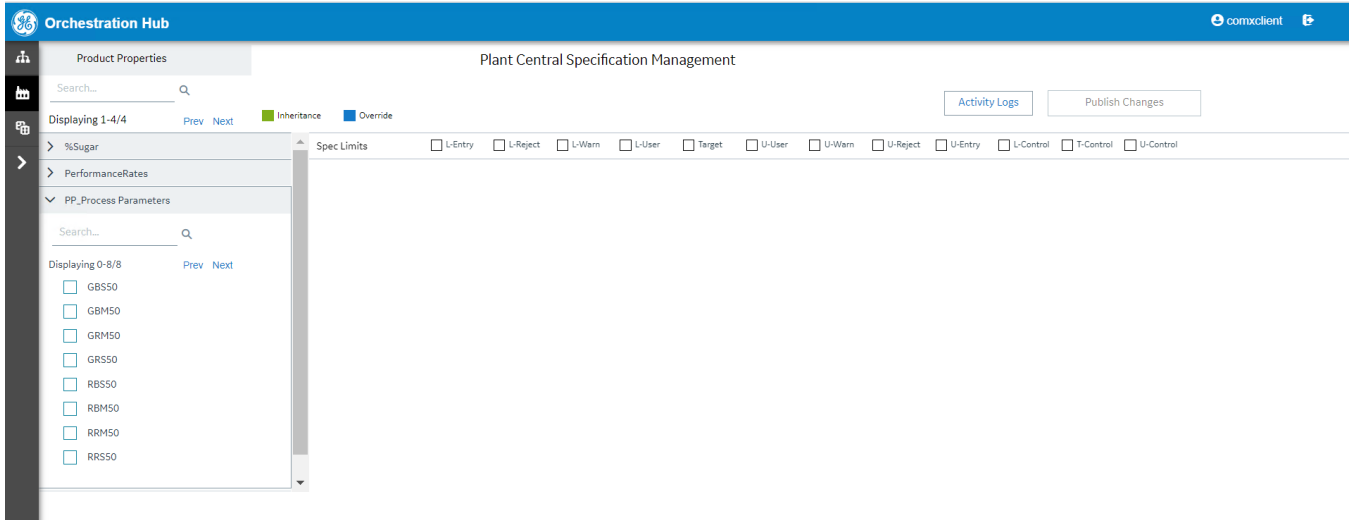 Orchestration Hub
comxclient
Product Properties
Plant Central Specification Management
Search...
Activity Logs
Publish Changes
Displaying 1-4/4 Prev Next
Inheritance Override
%Sugar
Spec Limits L-Entry L-Reject L-Warn L-User Target U-User U-Warn U-Reject U-Entry L-Control T-Control U-Control
PerformanceRates
PP_Process Parameters
Search...
Displaying 0-8/8 Prev Next
GBS50
GBM50
GRM50
GRS50
RBS50
RBM50
RRM50
RRS50